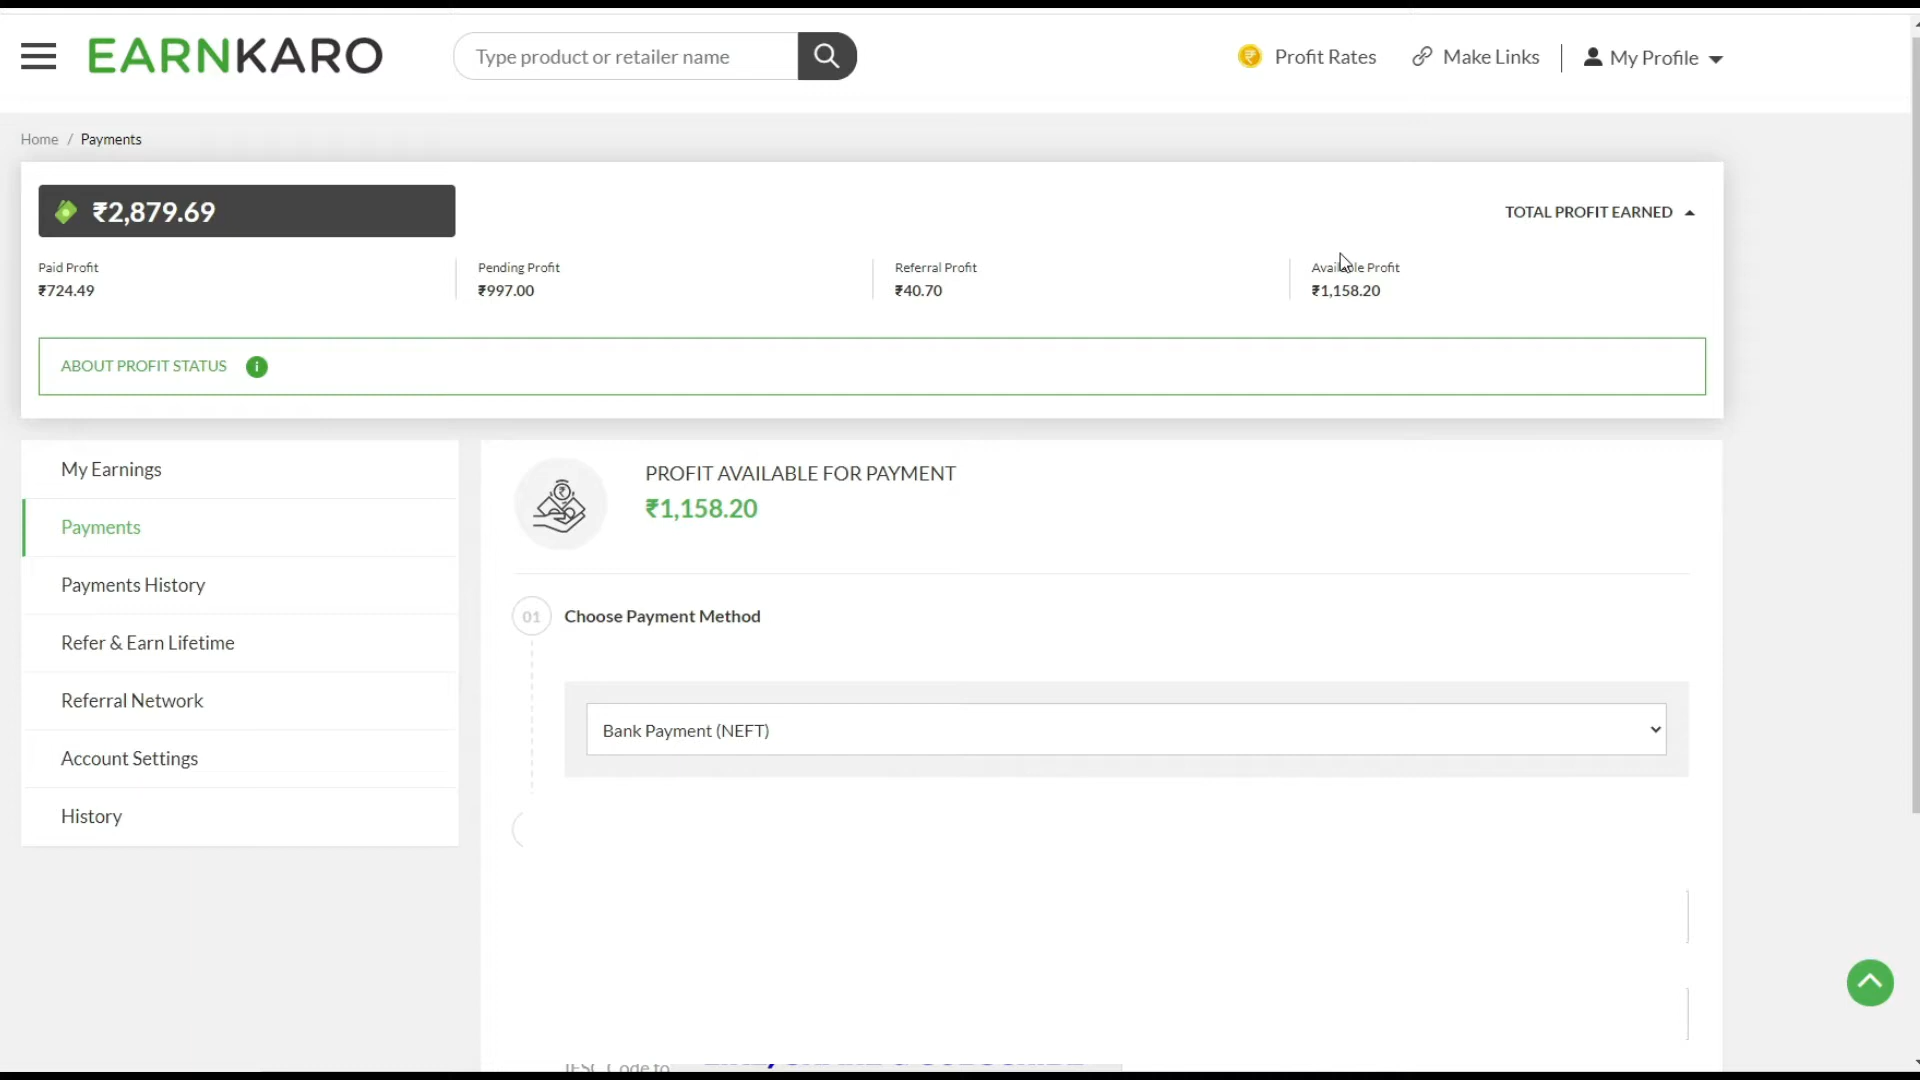 EARNKARO
Type product or retailer name
Profit Rates
Make Links
My Profile
Home / Payments
₹2,879.69
TOTAL PROFIT EARNED
Paid Profit
₹724.49
Pending Profit
₹997.00
Referral Profit
₹40.70
Available Profit
₹1,158.20
ABOUT PROFIT STATUS i
My Earnings
Payments
Payments History
Refer & Earn Lifetime
Referral Network
Account Settings
History
PROFIT AVAILABLE FOR PAYMENT
₹1,158.20
01 Choose Payment Method
Bank Payment (NEFT)
IFSC Code to